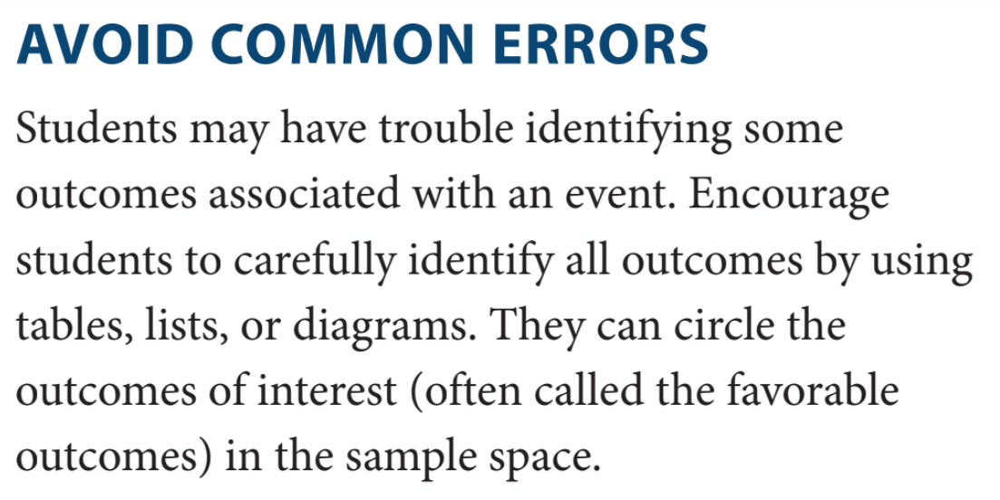 AVOID COMMON ERRORS
Students may have trouble identifying some
outcomes associated with an event. Encourage
students to carefully identify all outcomes by using
tables, lists, or diagrams. They can circle the
outcomes of interest (often called the favorable
outcomes) in the sample space.